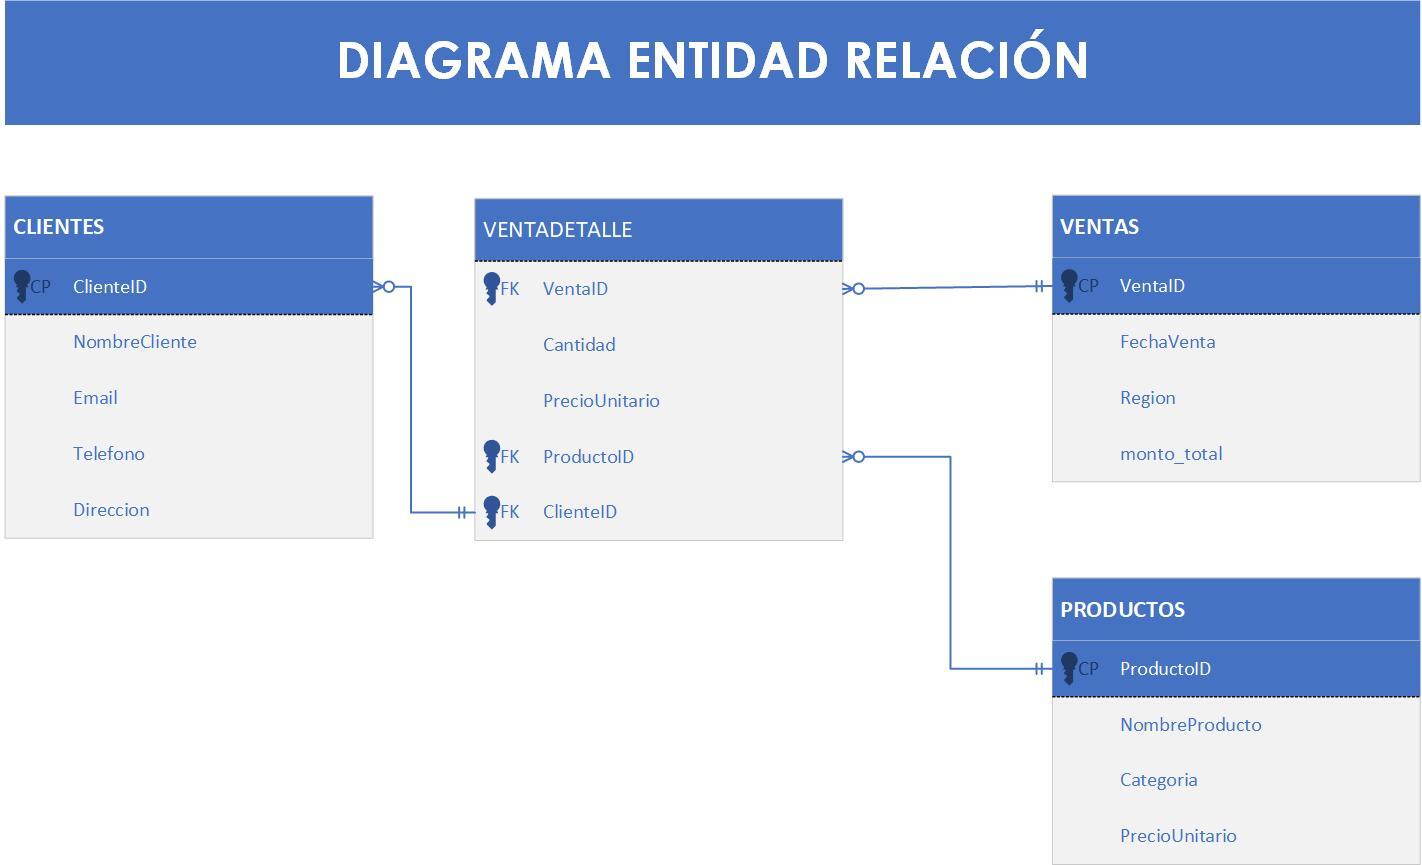 DIAGRAMA ENTIDAD RELACIÓN
CLIENTES
CP ClienteID
NombreCliente
Email
Telefono
Direccion
VENTADETALLE
FK VentaID
Cantidad
PrecioUnitario
FK ProductoID
FK ClienteID
VENTAS
CP VentaID
FechaVenta
Region
monto_total
PRODUCTOS
CP ProductoID
NombreProducto
Categoria
PrecioUnitario